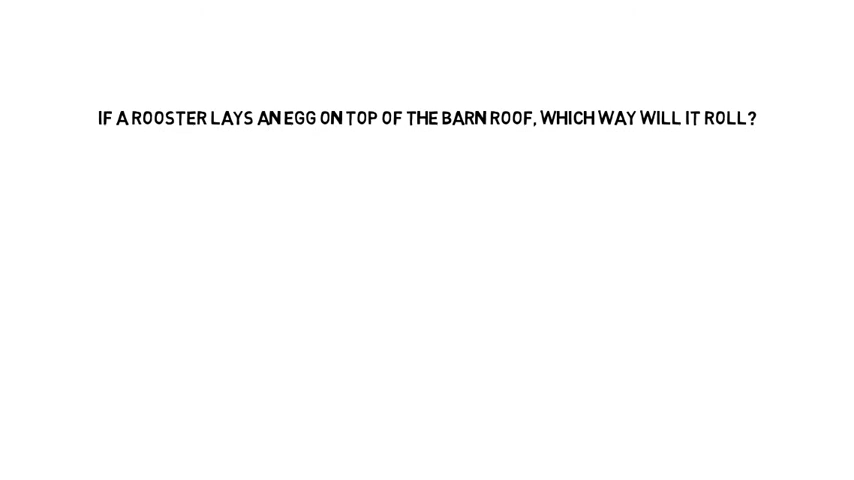 IF A ROOSTER LAYS AN EGG ON TOP OF THE BARN ROOF, WHICH WAY WILL IT ROLL?